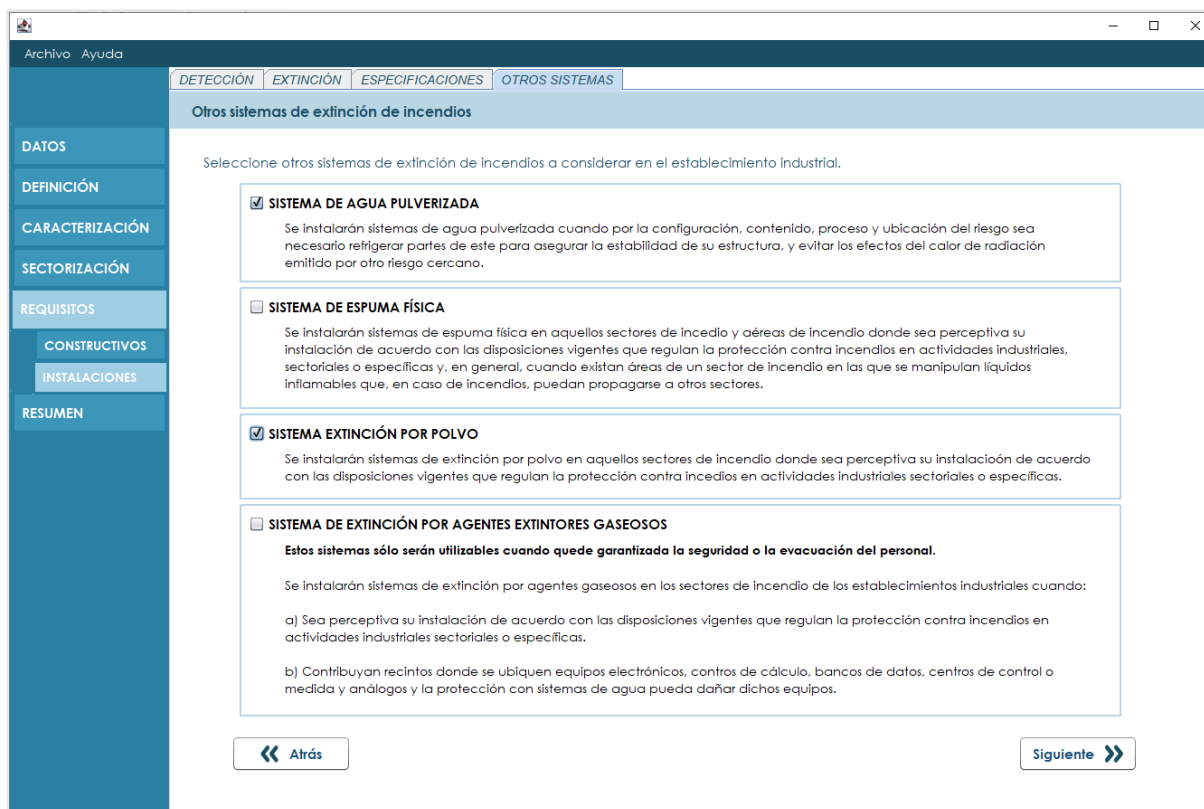 Archivo Ayuda
DETECCIÓN EXTINCIÓN ESPECIFICACIONES OTROS SISTEMAS
Otros sistemas de extinción de incendios
DATOS
DEFINICIÓN
CARACTERIZACIÓN
SECTORIZACIÓN
REQUISITOS
CONSTRUCTIVOS
INSTALACIONES
RESUMEN
Seleccione otros sistemas de extinción de incendios a considerar en el establecimiento industrial.
SISTEMA DE AGUA PULVERIZADA
Se instalarán sistemas de agua pulverizada cuando por la configuración, contenido, proceso y ubicación del riesgo sea
necesario refrigerar partes de este para asegurar la estabilidad de su estructura, y evitar los efectos del calor de radiación
emitido por otro riesgo cercano.
SISTEMA DE ESPUMA FÍSICA
Se instalarán sistemas de espuma física en aquellos sectores de incedio y aéreas de incendio donde sea perceptiva su
instalación de acuerdo con las disposiciones vigentes que regulan la protección contra incendios en actividades industriales,
sectoriales o específicas y, en general, cuando existan áreas de un sector de incendio en las que se manipulan líquidos
inflamables que, en caso de incendios, puedan propagarse a otros sectores.
SISTEMA EXTINCIÓN POR POLVO
Se instalarán sistemas de extinción por polvo en aquellos sectores de incendio donde sea perceptiva su instalacioón de acuerdo
con las disposiciones vigentes que regulan la protección contra incedios en actividades industriales sectoriales o específicas.
SISTEMA DE EXTINCIÓN POR AGENTES EXTINTORES GASEOSOS
Estos sistemas sólo serán utilizables cuando quede garantizada la seguridad o la evacuación del personal.
Se instalarán sistemas de extinción por agentes gaseosos en los sectores de incendio de los establecimientos industriales cuando:
a) Sea perceptiva su instalación de acuerdo con las disposiciones vigentes que regulan la protección contra incendios en
actividades industriales sectoriales o específicas.
b) Contribuyan recintos donde se ubiquen equipos electrónicos, contros de cálculo, bancos de datos, centros de control o
medida y análogos y la protección con sistemas de agua pueda dañar dichos equipos.
Atrás
Siguiente